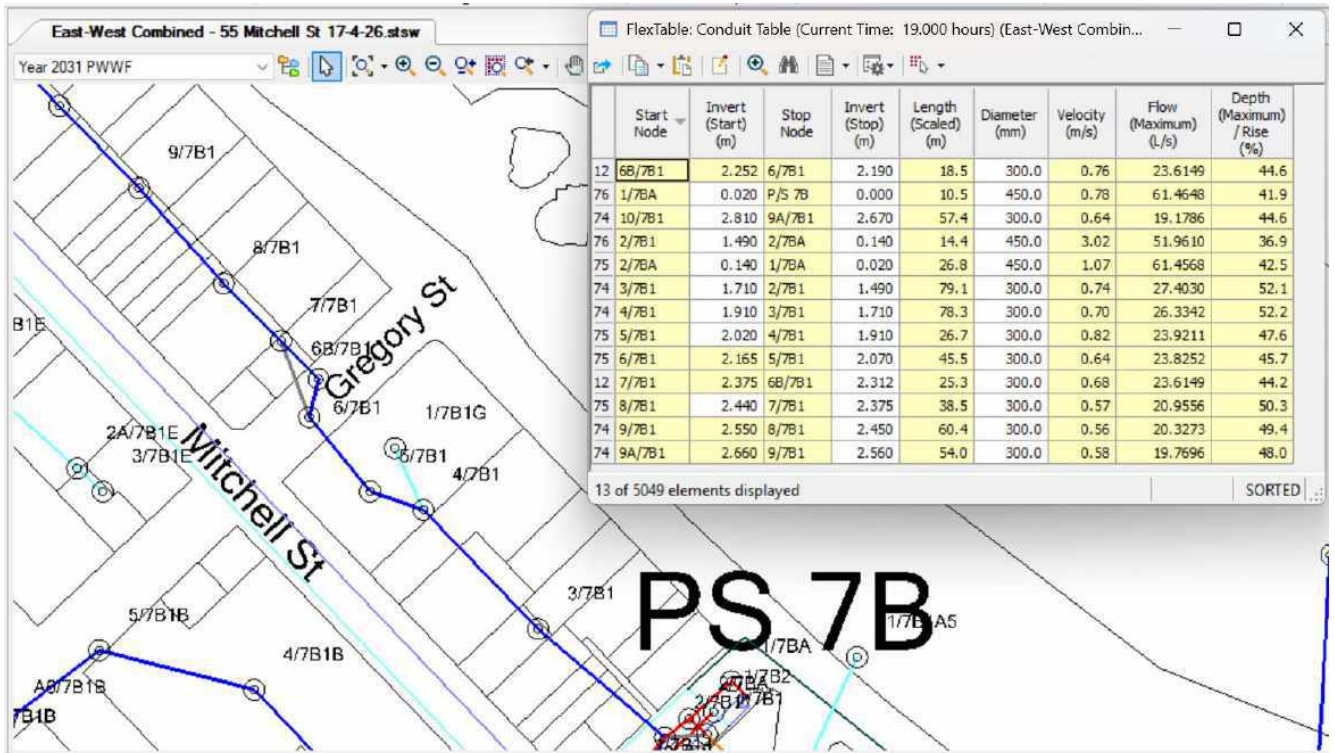 East-West Combined - 55 Mitchell St 17-4-26.stsw
Year 2031 PWWF
FlexTable: Conduit Table (Current Time: 19.000 hours) (East-West Combin...
Start Node Invert (Start) (m) Stop Node Invert (Stop) (m) Length (Scaled) (m) Diameter (mm) Velocity (m/s) Flow (Maximum) (L/s) Depth (Maximum) / Rise (%)
12 6B/7B1 2.252 6/7B1 2.190 18.5 300.0 0.76 23.6149 44.6
76 1/7BA 0.020 P/S 7B 0.000 10.5 450.0 0.78 61.4648 41.9
74 10/7B1 2.810 9A/7B1 2.670 57.4 300.0 0.64 19.1786 44.6
76 2/7B1 1.490 2/7BA 0.140 14.4 450.0 3.02 51.9610 36.9
75 2/7BA 0.140 1/7BA 0.020 26.8 450.0 1.07 61.4568 42.5
74 3/7B1 1.710 2/7B1 1.490 79.1 300.0 0.74 27.4030 52.1
74 4/7B1 1.910 3/7B1 1.710 78.3 300.0 0.70 26.3342 52.2
75 5/7B1 2.020 4/7B1 1.910 26.7 300.0 0.82 23.9211 47.6
75 6/7B1 2.165 5/7B1 2.070 45.5 300.0 0.64 23.8252 45.7
12 7/7B1 2.375 6B/7B1 2.312 25.3 300.0 0.68 23.6149 44.2
75 8/7B1 2.440 7/7B1 2.375 38.5 300.0 0.57 20.9556 50.3
74 9/7B1 2.550 8/7B1 2.450 60.4 300.0 0.56 20.3273 49.4
74 9A/7B1 2.660 9/7B1 2.560 54.0 300.0 0.58 19.7696 48.0
13 of 5049 elements displayed SORTED
9/7B1
8/7B1
7/7B1
B1E
6B/7B1
Gregory St
6/7B1
1/7B1G
2A/7B1E
3/7B1E
Mitchell St
5/7B1
4/7B1
3/7B1
PS 7B
5/7B1B
1/7B1A5
4/7B1B
1/7BA
1/7B2
7B1B